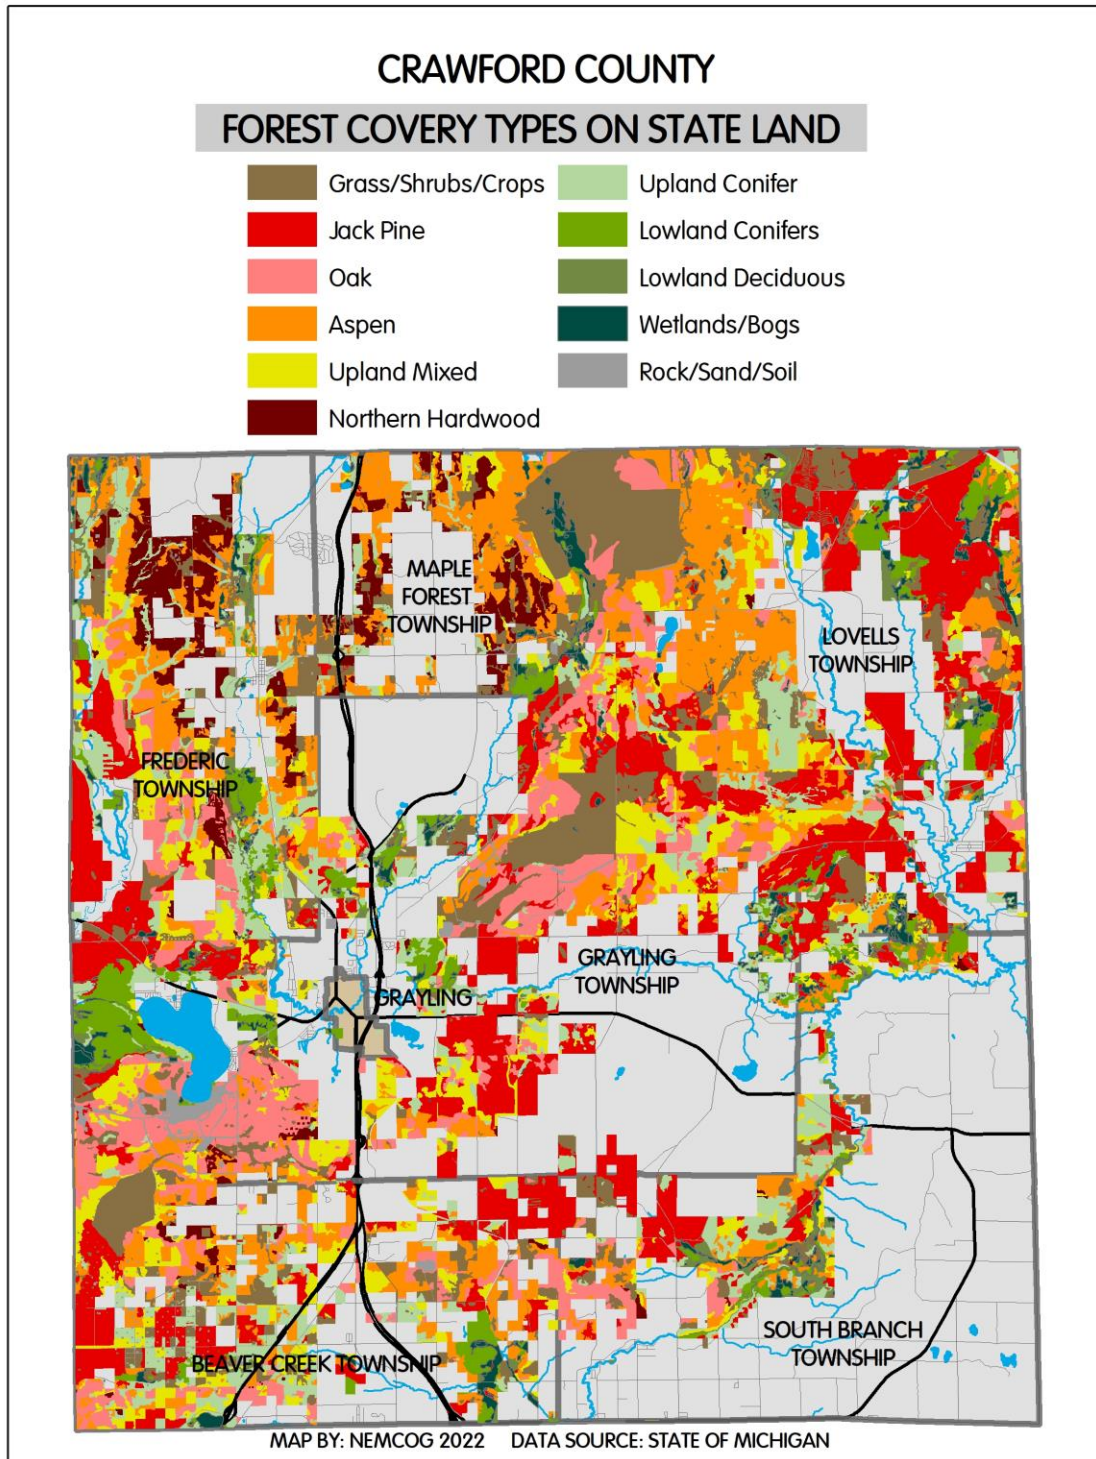 CRAWFORD COUNTY
FOREST COVERY TYPES ON STATE LAND
Grass/Shrubs/Crops
Jack Pine
Oak
Aspen
Upland Mixed
Northern Hardwood
Upland Conifer
Lowland Conifers
Lowland Deciduous
Wetlands/Bogs
Rock/Sand/Soil
MAPLE
FOREST
TOWNSHIP
LOVELLS
TOWNSHIP
FREDERIC
TOWNSHIP
GRAYLING
TOWNSHIP
GRAYLING
SOUTH BRANCH
TOWNSHIP
BEAVER CREEK TOWNSHIP
MAP BY: NEMCOG 2022 DATA SOURCE: STATE OF MICHIGAN